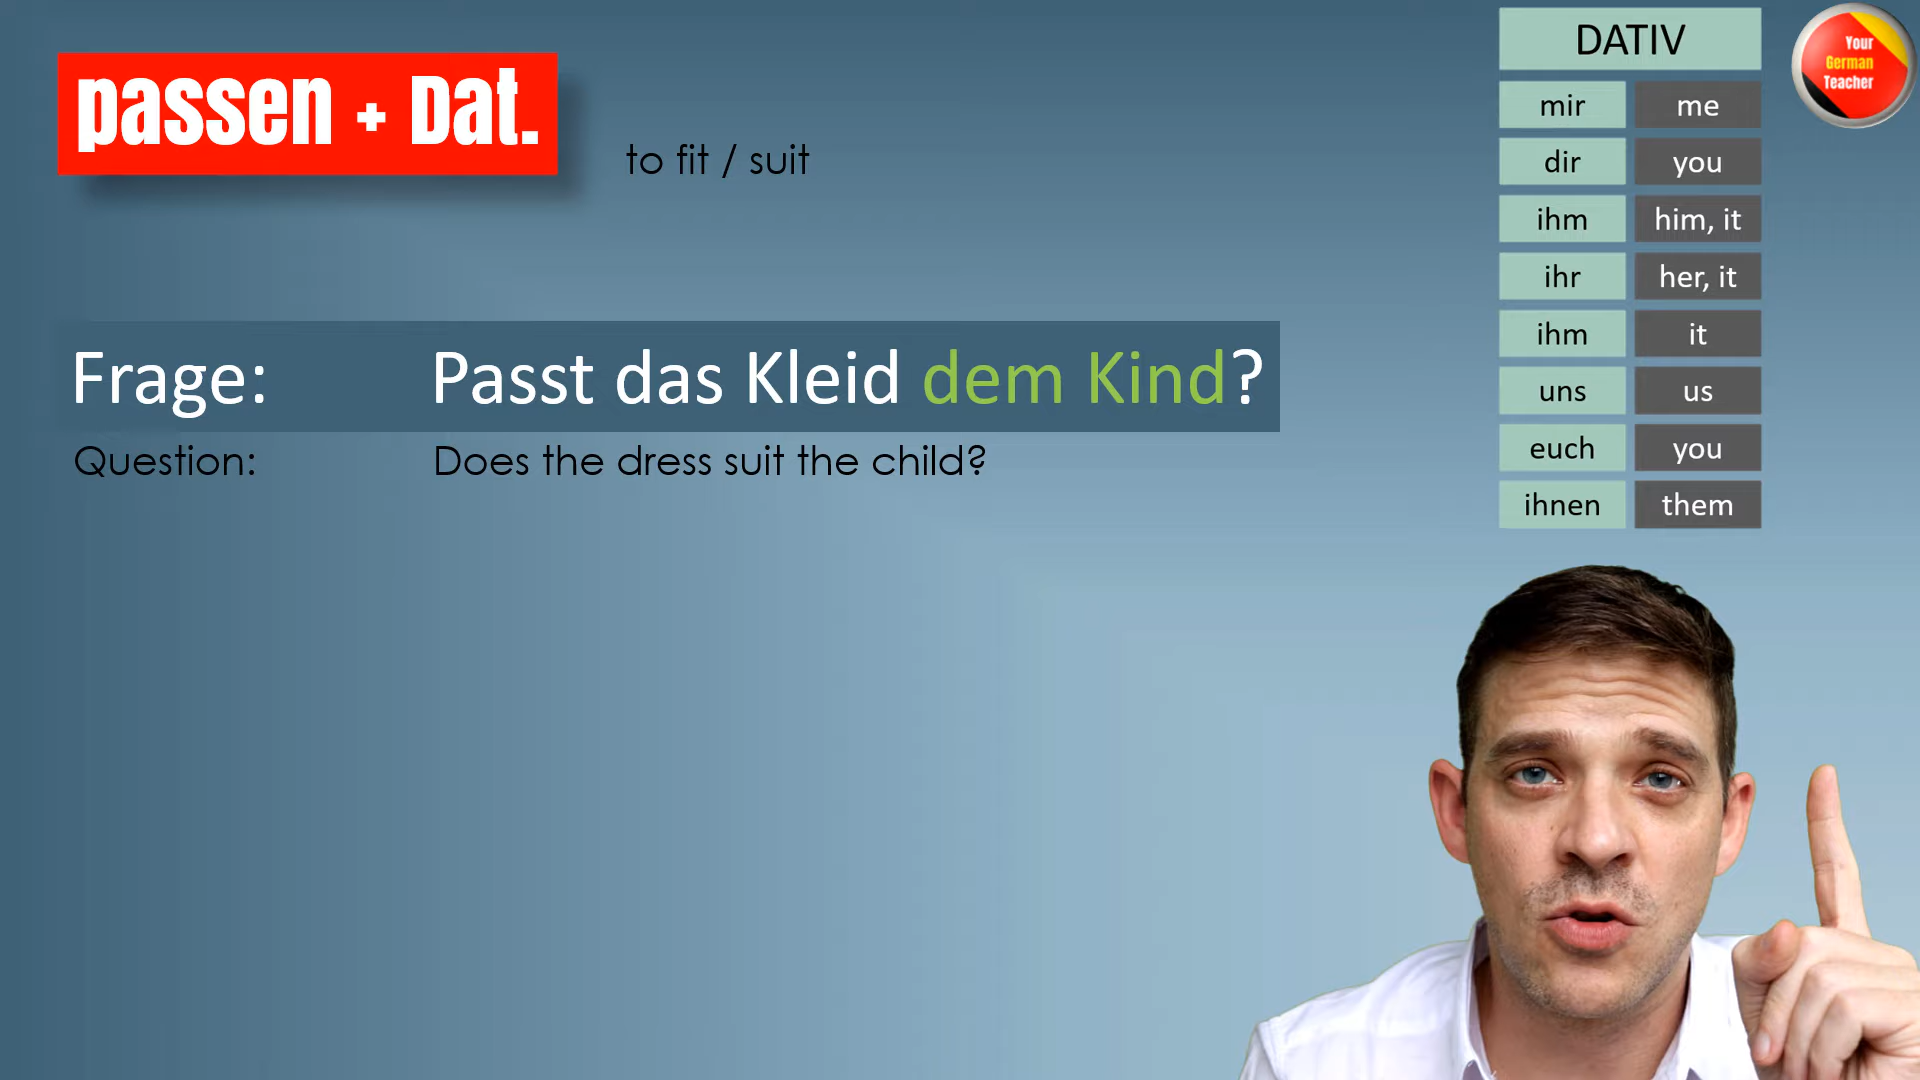 passen + Dat.
to fit / suit
Frage: Passt das Kleid dem Kind?
Question: Does the dress suit the child?
DATIV
mir me
dir you
ihm him, it
ihr her, it
ihm it
uns us
euch you
ihnen them
Your
German
Teacher